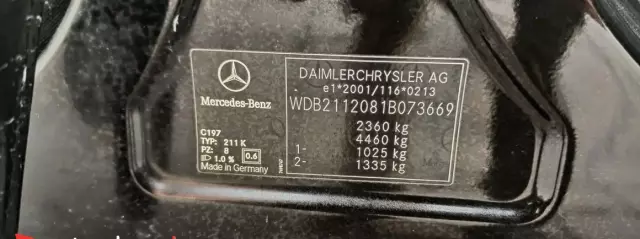 Mercedes-Benz
C197
TYP: 211 K
PZ: 8
1.0 % 0.6
Made in Germany
DAIMLERCHRYSLER AG
e1*2001/116*0213
WDB2112081B073669
2360 kg
4460 kg
1- 1025 kg
2- 1335 kg